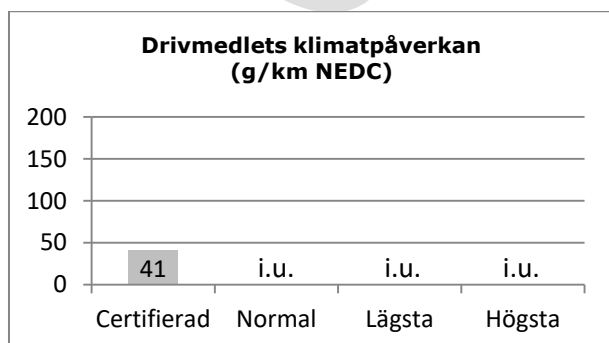 Drivmedlets klimatpåverkan
(g/km NEDC)
200
150
100
50
0
41
i.u.
i.u.
i.u.
Certifierad
Normal
Lägsta
Högsta